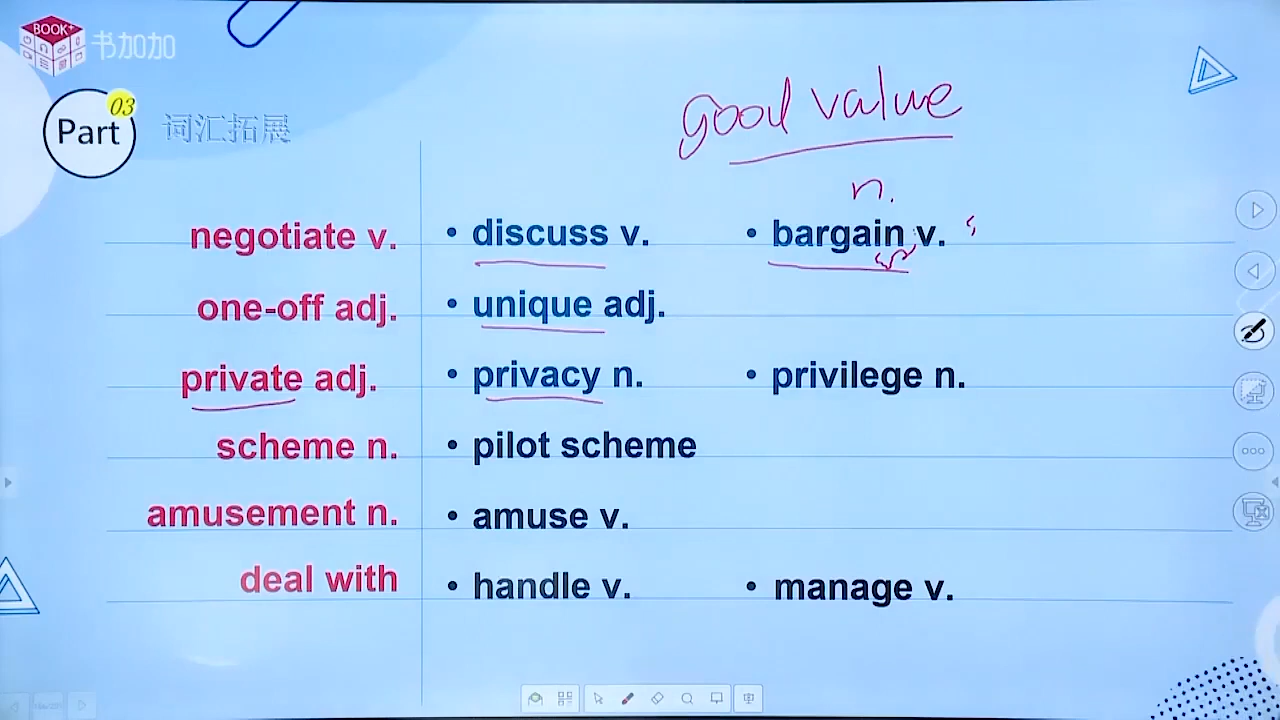 BOOK+ 书加加
Part 03 词汇拓展
good value
n.
negotiate v. • discuss v. • bargain v.
one-off adj. • unique adj.
private adj. • privacy n. • privilege n.
scheme n. • pilot scheme
amusement n. • amuse v.
deal with • handle v. • manage v.